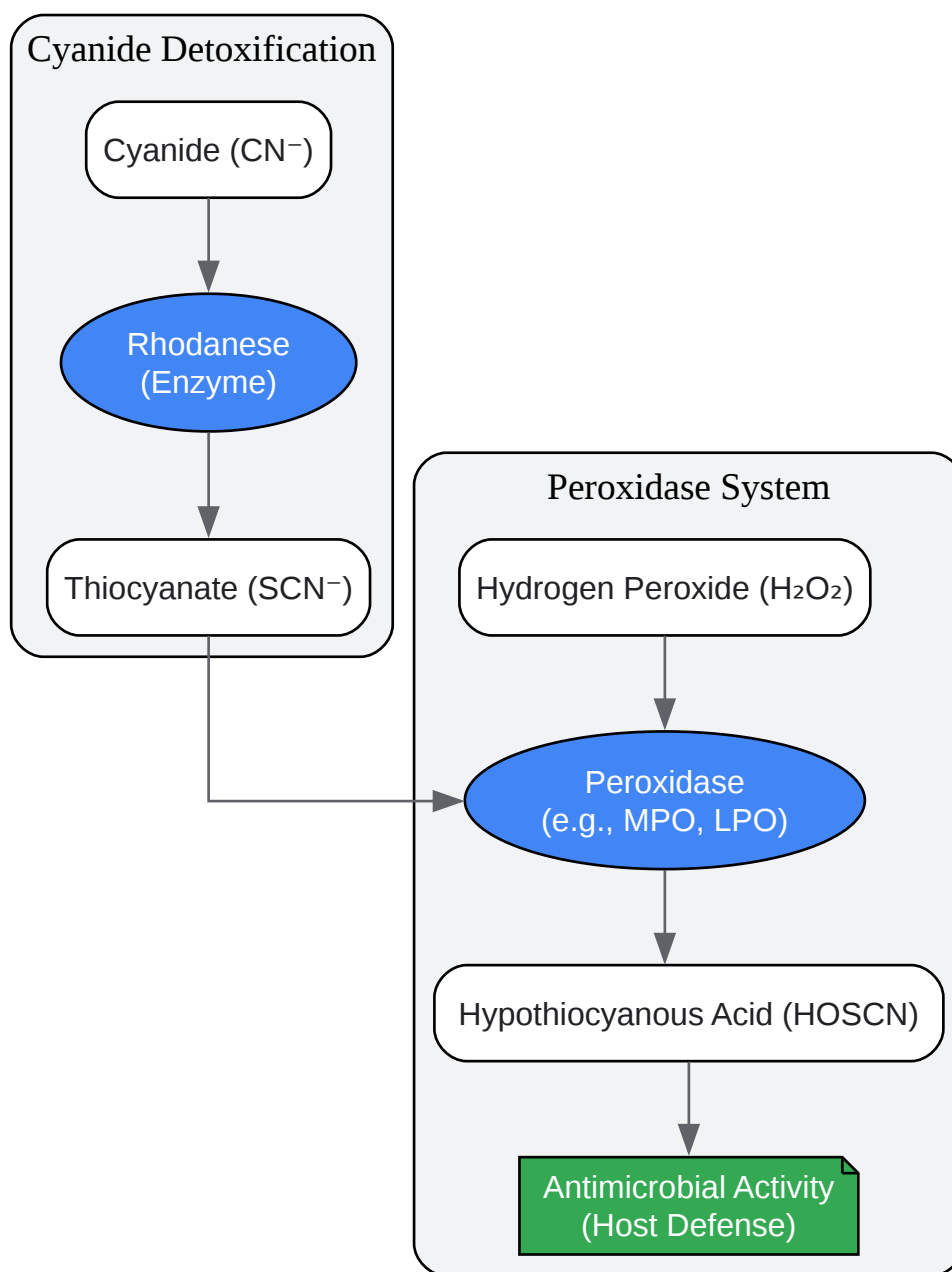 Cyanide Detoxification
Cyanide (CN⁻)
Rhodanese
(Enzyme)
Thiocyanate (SCN⁻)
Peroxidase System
Hydrogen Peroxide (H₂O₂)
Peroxidase
(e.g., MPO, LPO)
Hypothiocyanous Acid (HOSCN)
Antimicrobial Activity
(Host Defense)